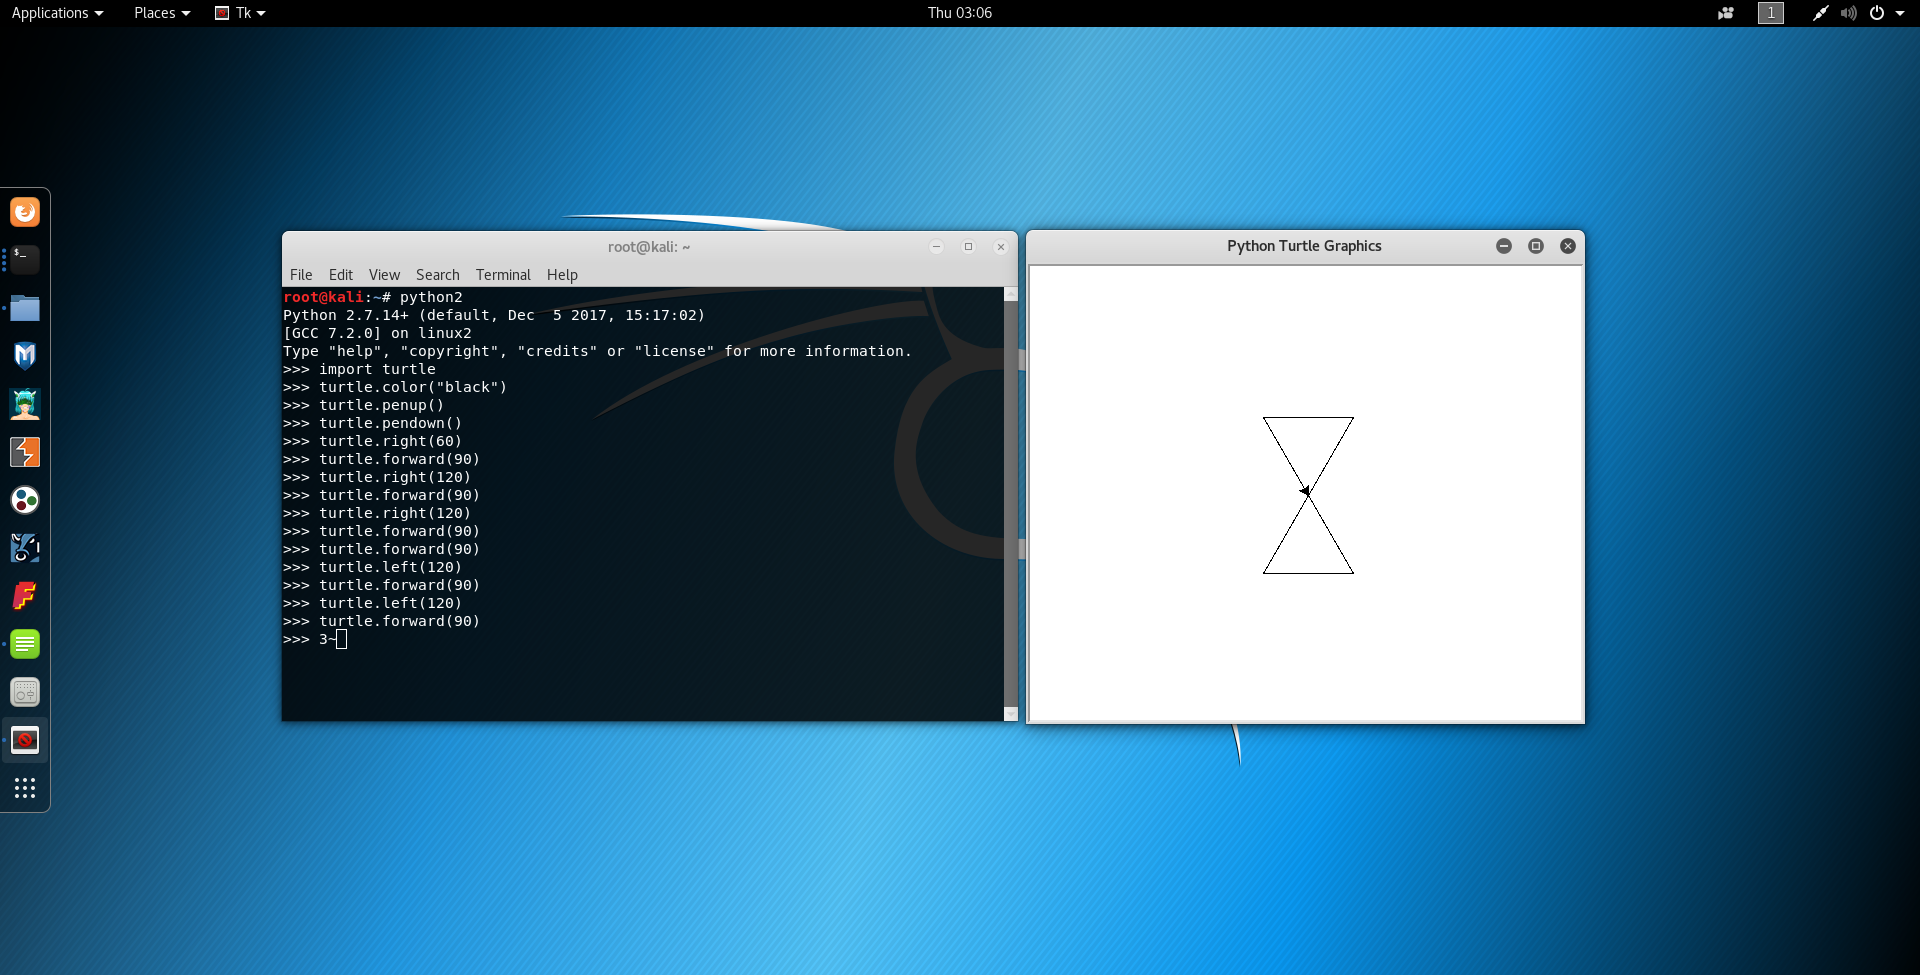 Applications Places Tk Thu 03:06 1
root@kali: ~
File Edit View Search Terminal Help
root@kali:~# python2
Python 2.7.14+ (default, Dec  5 2017, 15:17:02)
[GCC 7.2.0] on linux2
Type "help", "copyright", "credits" or "license" for more information.
>>> import turtle
>>> turtle.color("black")
>>> turtle.penup()
>>> turtle.pendown()
>>> turtle.right(60)
>>> turtle.forward(90)
>>> turtle.right(120)
>>> turtle.forward(90)
>>> turtle.right(120)
>>> turtle.forward(90)
>>> turtle.forward(90)
>>> turtle.left(120)
>>> turtle.forward(90)
>>> turtle.left(120)
>>> turtle.forward(90)
>>> 3~
Python Turtle Graphics